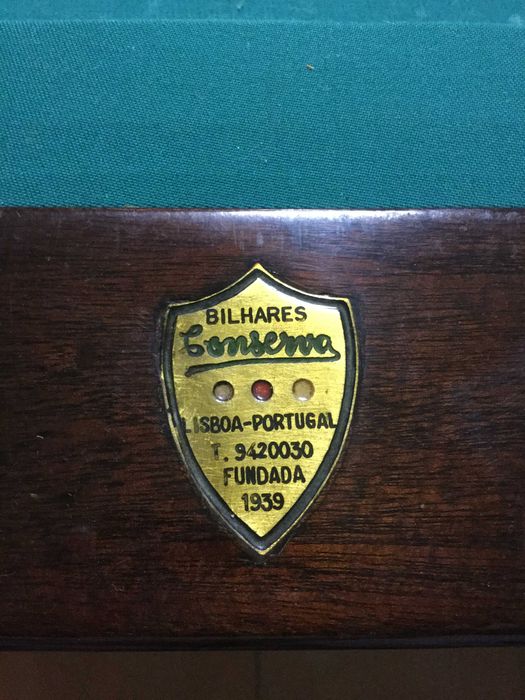 BILHARES
Conserva
LISBOA-PORTUGAL
T. 9420030
FUNDADA
1939